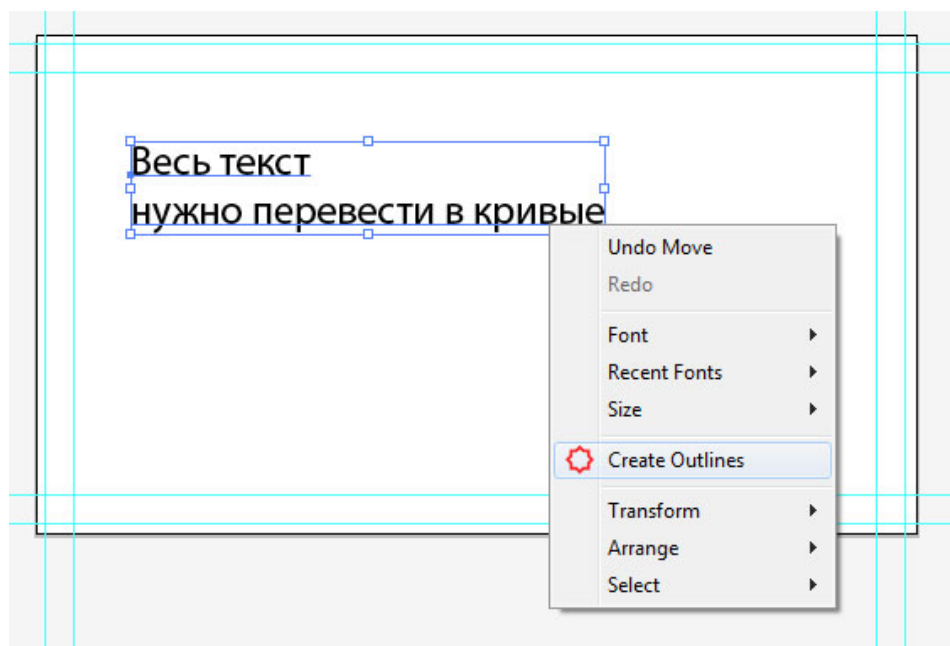 Весь текст
нужно перевести в кривые
Undo Move
Redo
Font
Recent Fonts
Size
Create Outlines
Transform
Arrange
Select